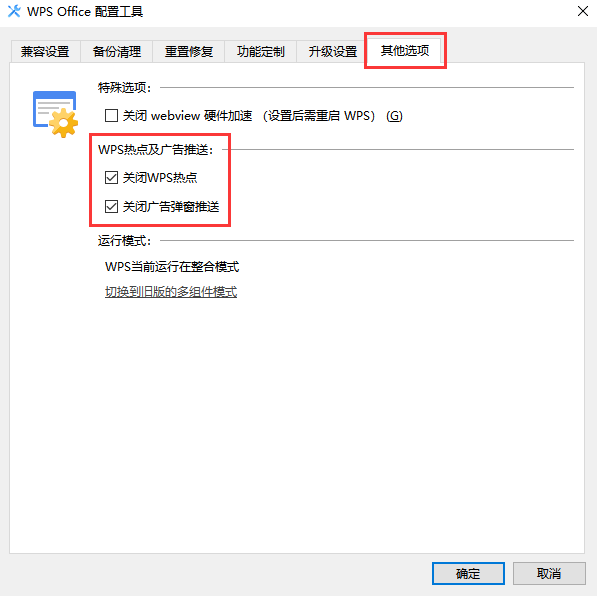 WPS Office 配置工具
兼容设置 备份清理 重置修复 功能定制 升级设置 其他选项
特殊选项：
关闭 webview 硬件加速 （设置后需重启 WPS） (G)
WPS热点及广告推送：
关闭WPS热点
关闭广告弹窗推送
运行模式：
WPS当前运行在整合模式
切换到旧版的多组件模式
确定 取消